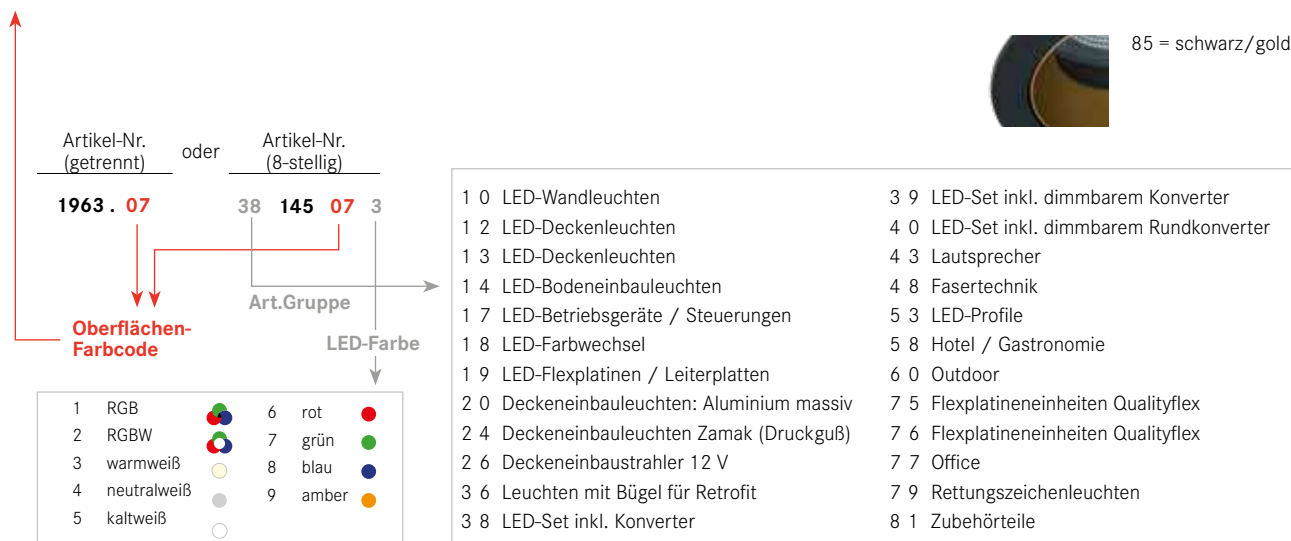 85 = schwarz/gold
Artikel-Nr.
(getrennt)
oder
Artikel-Nr.
(8-stellig)
1963. 07
38 145 07 3
Art.Gruppe
Oberflächen-
Farbcode
LED-Farbe
1 RGB
2 RGBW
3 warmweiß
4 neutralweiß
5 kaltweiß
6 rot
7 grün
8 blau
9 amber
1 0 LED-Wandleuchten
1 2 LED-Deckenleuchten
1 3 LED-Deckenleuchten
1 4 LED-Bodeneinbauleuchten
1 7 LED-Betriebsgeräte / Steuerungen
1 8 LED-Farbwechsel
1 9 LED-Flexplatinen / Leiterplatten
2 0 Deckeneinbauleuchten: Aluminium massiv
2 4 Deckeneinbauleuchten Zamak (Druckguß)
2 6 Deckeneinbaustrahler 12 V
3 6 Leuchten mit Bügel für Retrofit
3 8 LED-Set inkl. Konverter
3 9 LED-Set inkl. dimmbarem Konverter
4 0 LED-Set inkl. dimmbarem Rundkonverter
4 3 Lautsprecher
4 8 Fasertechnik
5 3 LED-Profile
5 8 Hotel / Gastronomie
6 0 Outdoor
7 5 Flexplatineneinheiten Qualityflex
7 6 Flexplatineneinheiten Qualityflex
7 7 Office
7 9 Rettungszeichenleuchten
8 1 Zubehörteile